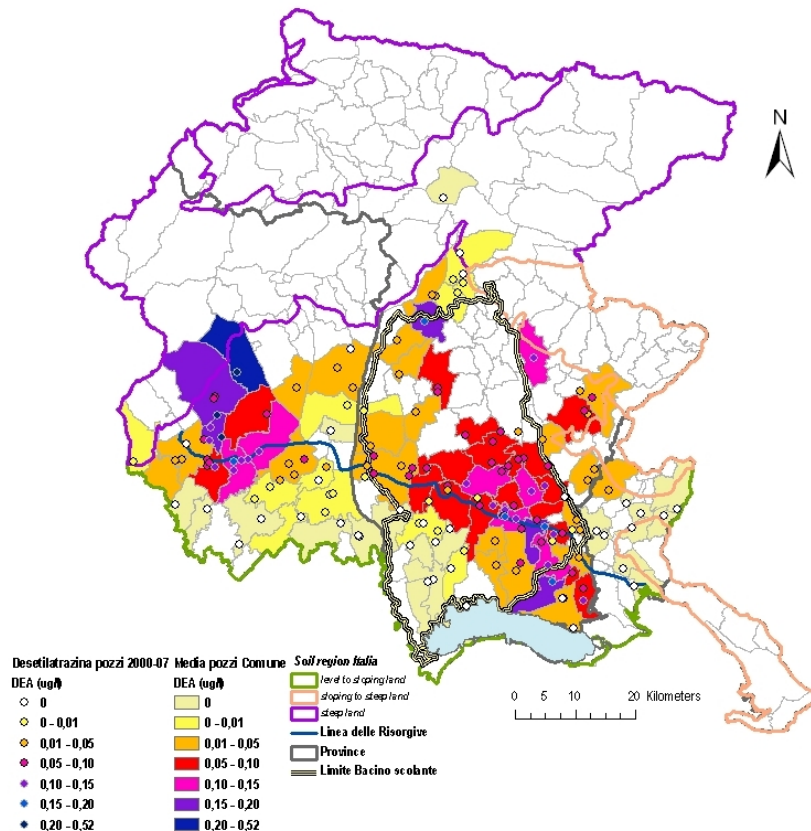 N
Desetilatrazina pozzi 2000-07
DEA (ug/l)
0
0 - 0,01
0,01 - 0,05
0,05 - 0,10
0,10 - 0,15
0,15 - 0,20
0,20 - 0,52
Media pozzi Comune
DEA (ug/l)
0
0 - 0,01
0,01 - 0,05
0,05 - 0,10
0,10 - 0,15
0,15 - 0,20
0,20 - 0,52
Soil region Italia
level to sloping land
sloping to steep land
steep land
Linea delle Risorgive
Province
Limite Bacino scolante
0 5 10 20 Kilometers